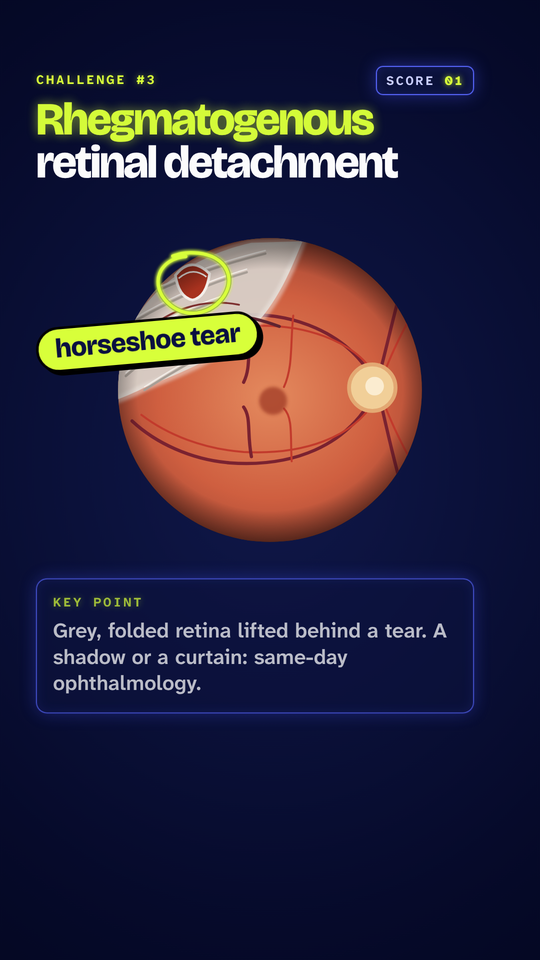 CHALLENGE #3
SCORE 01
Rhegmatogenous
retinal detachment
horseshoe tear
KEY POINT
Grey, folded retina lifted behind a tear. A
shadow or a curtain: same-day
ophthalmology.